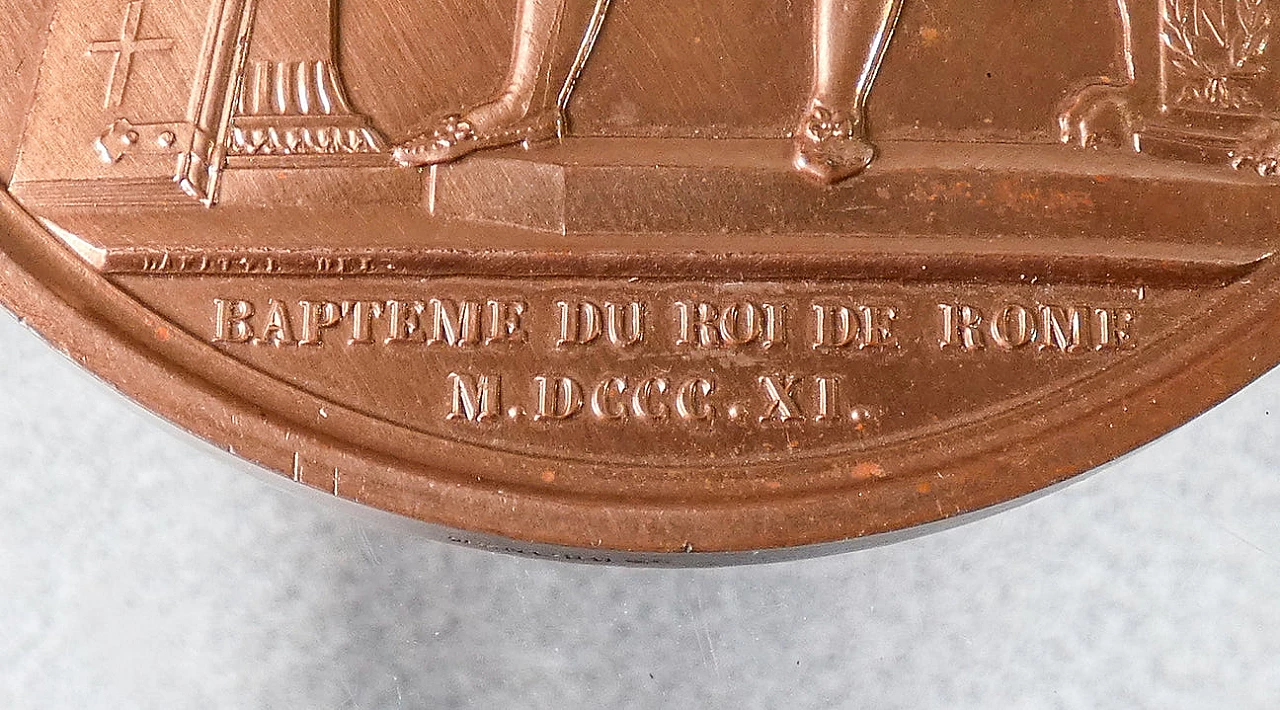 N
BAPTEME DU ROI DE ROME
M.DCCC.XI.